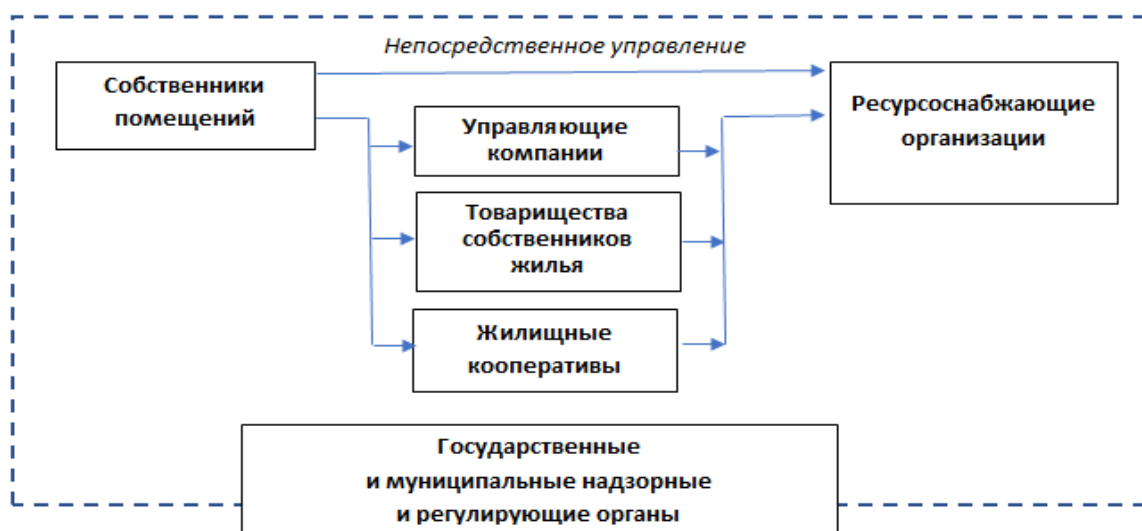 Непосредственное управление
Собственники
помещений
Ресурсоснабжающие
организации
Управляющие
компании
Товарищества
собственников
жилья
Жилищные
кооперативы
Государственные
и муниципальные надзорные
и регулирующие органы